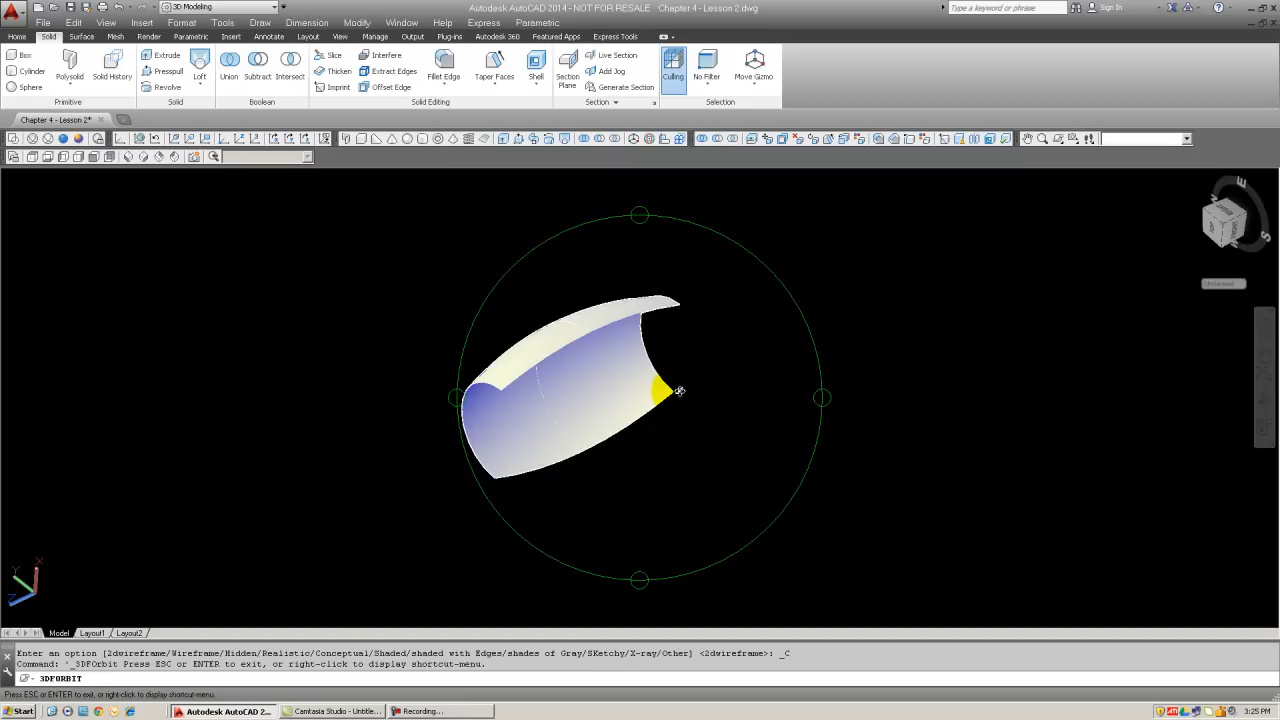 3D Modeling
Autodesk AutoCAD 2014 - NOT FOR RESALE Chapter 4 - Lesson 2.dwg
Type a keyword or phrase
Sign In
File Edit View Insert Format Tools Draw Dimension Modify Window Help Express Parametric
Home Solid Surface Mesh Render Parametric Insert Annotate Layout View Manage Output Plug-ins Autodesk 360 Featured Apps Express Tools
Box
Cylinder
Sphere
Polysolid
Solid History
Primitive
Extrude
Presspull
Revolve
Loft
Solid
Union
Subtract
Intersect
Boolean
Slice
Thicken
Imprint
Interfere
Extract Edges
Offset Edge
Fillet Edge
Taper Faces
Shell
Solid Editing
Section
Plane
Live Section
Add Jog
Generate Section
Section
Culling
No Filter
Move Gizmo
Selection
Chapter 4 - Lesson 2*
E
S
Unnamed
X
Y
Z
Model Layout1 Layout2
Enter an option [2dwireframe/Wireframe/Hidden/Realistic/Conceptual/Shaded/shaded with Edges/shades of Gray/SKetchy/X-ray/Other] <2dwireframe>: _C
Command: '_3DFOrbit Press ESC or ENTER to exit, or right-click to display shortcut-menu.
3DFORBIT
Press ESC or ENTER to exit, or right-click to display shortcut-menu.
Start
Autodesk AutoCAD 2...
Camtasia Studio - Untitle...
Recording...
3:25 PM